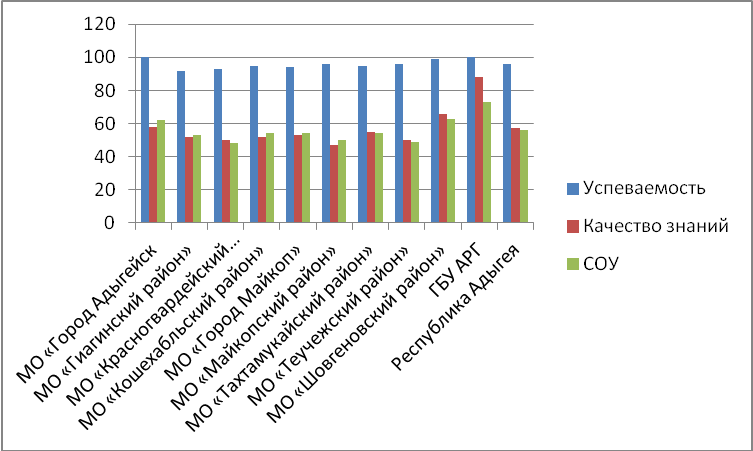 120
100
80
60
40
20
0
МО «Город Адыгейск
МО «Гиагинский район»
МО «Красногвардейский...
МО «Кошехабльский район»
МО «Город Майкоп»
МО «Майкопский район»
МО «Тахтамукайский район»
МО «Теучежский район»
МО «Шовгеновский район»
ГБУ АРГ
Республика Адыгея
Успеваемость
Качество знаний
СОУ